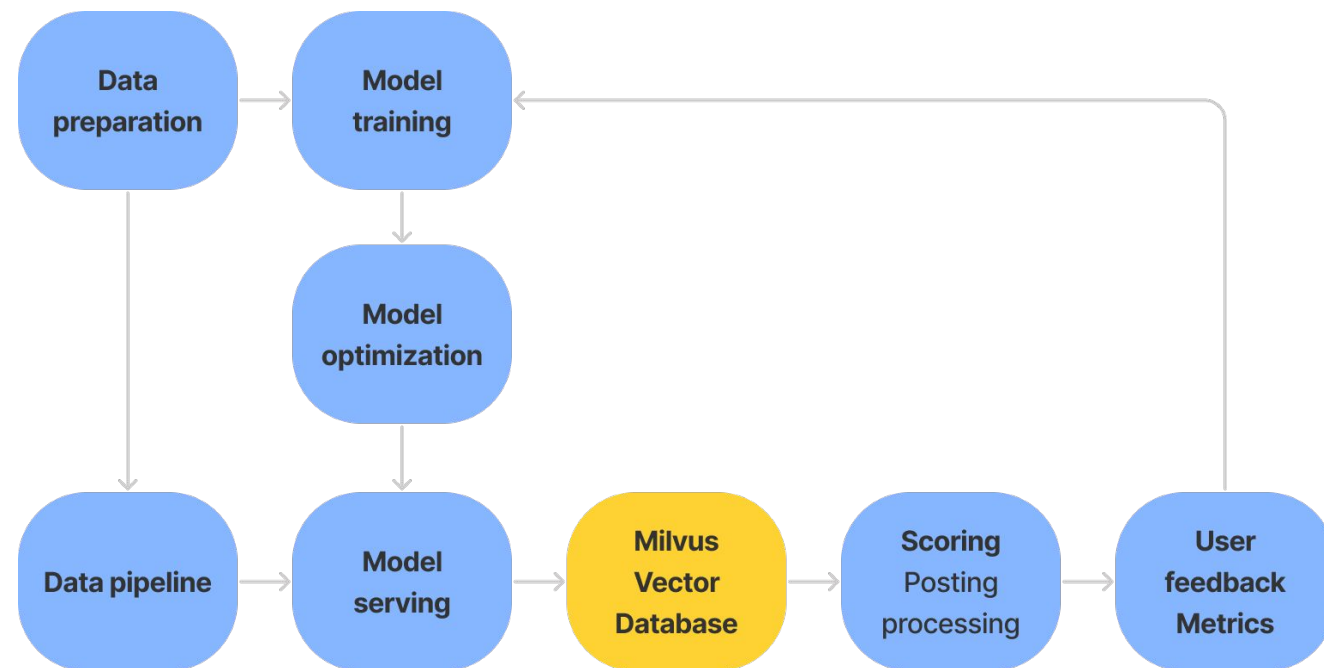 Data
preparation
Model
training
Model
optimization
Data pipeline
Model
serving
Milvus
Vector
Database
Scoring
Posting
processing
User
feedback
Metrics